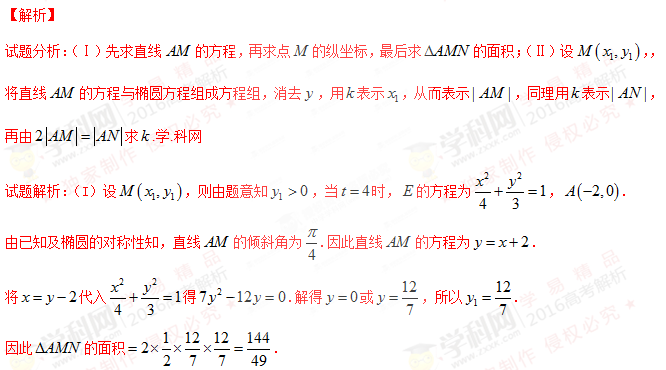 【解析】
试题分析:(Ⅰ)先求直线 AM 的方程,再求点 M 的纵坐标,最后求 ΔAMN 的面积;(Ⅱ)设 M(x₁,y₁),,
将直线 AM 的方程与椭圆方程组成方程组,消去 y ,用 k 表示 x₁ ,从而表示 | AM | ,同理用 k 表示 | AN | ,
再由 2|AM|=|AN| 求 k .学.科网
试题解析:(I)设 M(x₁,y₁) ,则由题意知 y₁>0 ,当 t=4 时, E 的方程为 x²/4+y²/3=1 , A(−2,0) .
由已知及椭圆的对称性知,直线 AM 的倾斜角为 π/4 .因此直线 AM 的方程为 y=x+2 .
将 x=y−2 代入 x²/4+y²/3=1 得 7y²−12y=0 .解得 y=0 或 y=12/7 ,所以 y₁=12/7 .
因此 ΔAMN 的面积 =2×1/2×12/7×12/7=144/49 .